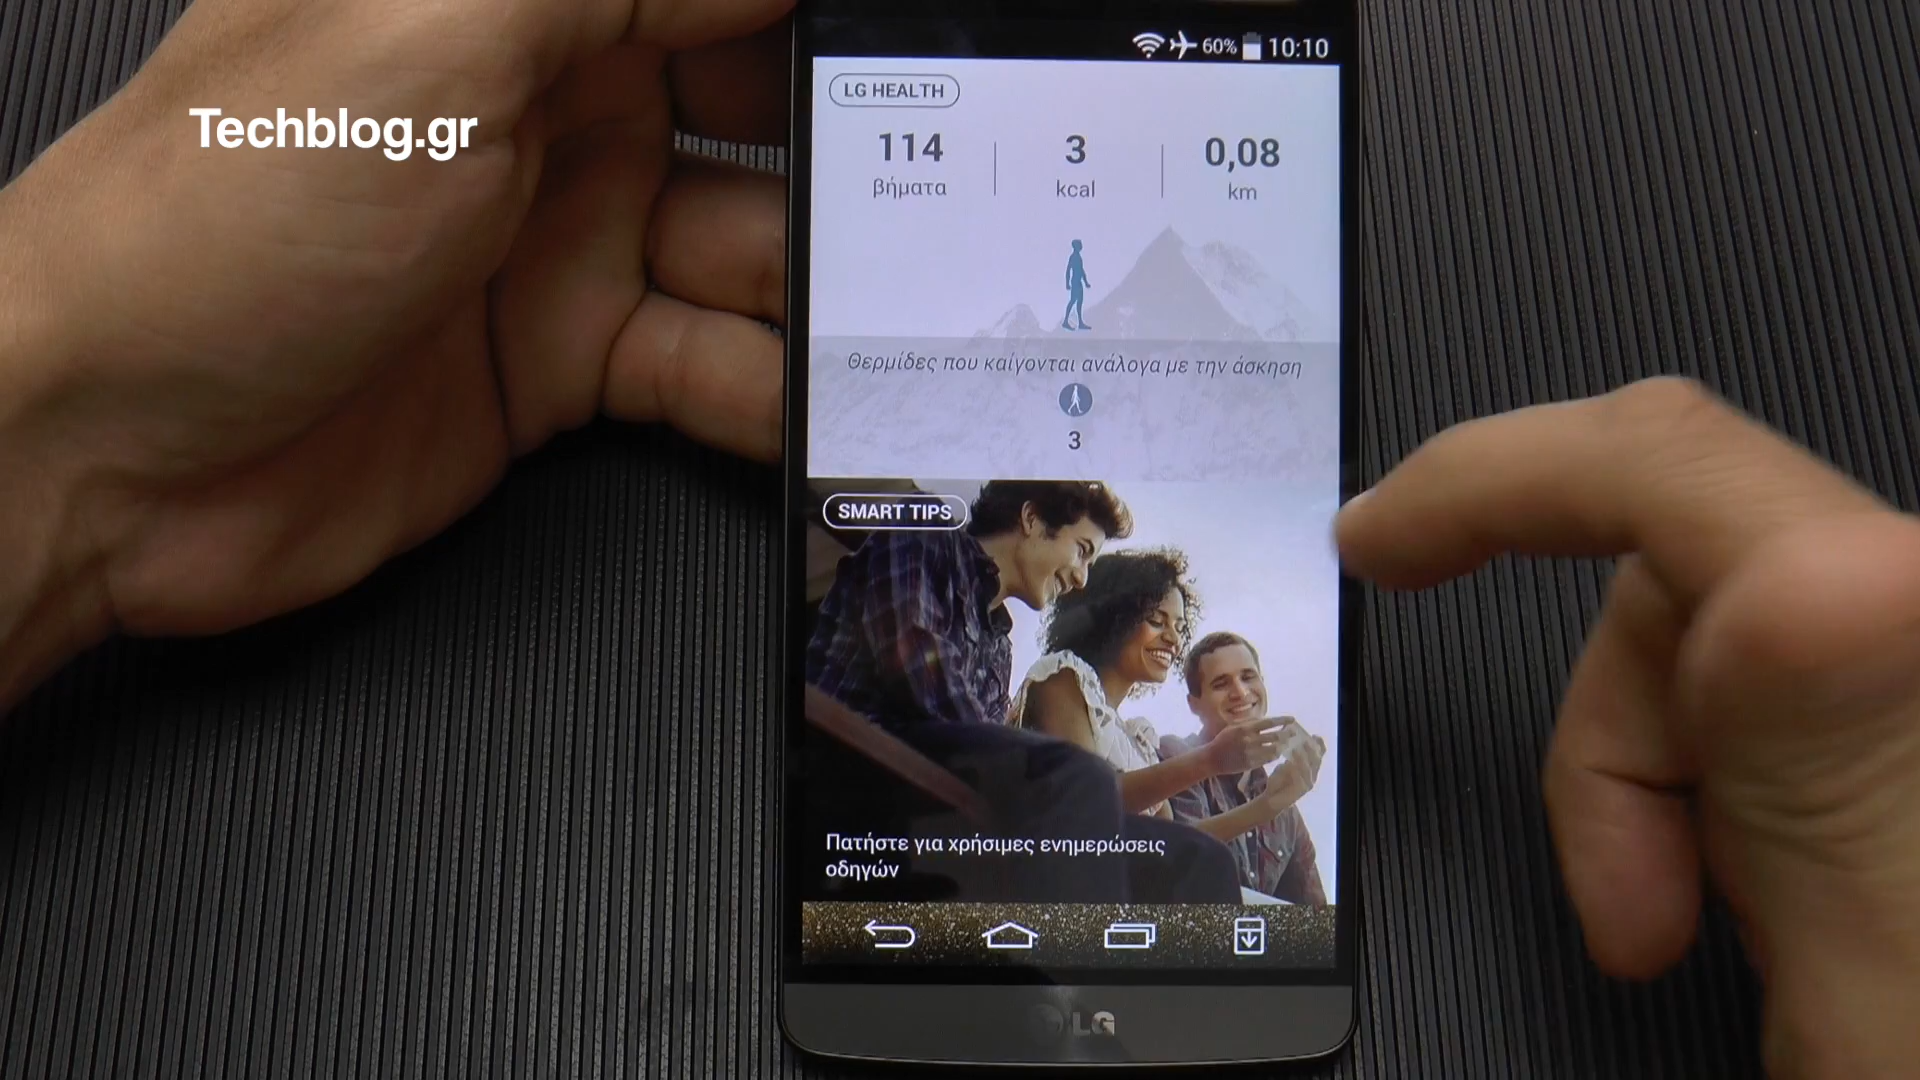 Techblog.gr
60% 10:10
LG HEALTH
114 3 0,08
βήματα kcal km
Θερμίδες που καίγονται ανάλογα με την άσκηση
3
SMART TIPS
Πατήστε για χρήσιμες ενημερώσεις
οδηγών
LG